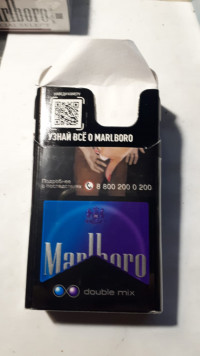 УЗНАЙ ВСЁ О MARLBORO
Подробнее
о последствиях
8 800 200 0 200
Marlboro
double mix